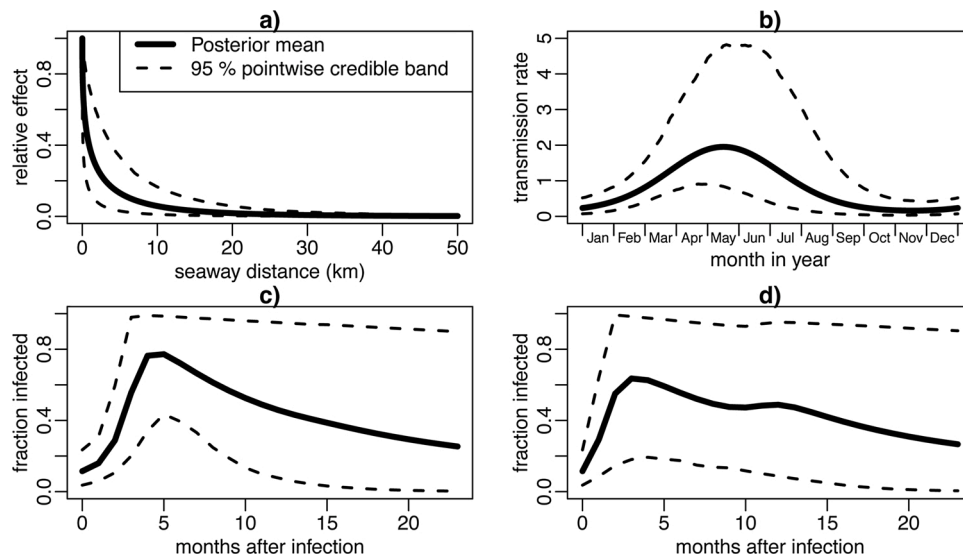 a)
Posterior mean
95 % pointwise credible band
relative effect
0.0 0.4 0.8
0 10 20 30 40 50
seaway distance (km)
b)
transmission rate
0 1 2 3 4 5
Jan Feb Mar Apr May Jun Jul Aug Sep Oct Nov Dec
month in year
c)
fraction infected
0.0 0.4 0.8
0 5 10 15 20
months after infection
d)
fraction infected
0.0 0.4 0.8
0 5 10 15 20
months after infection